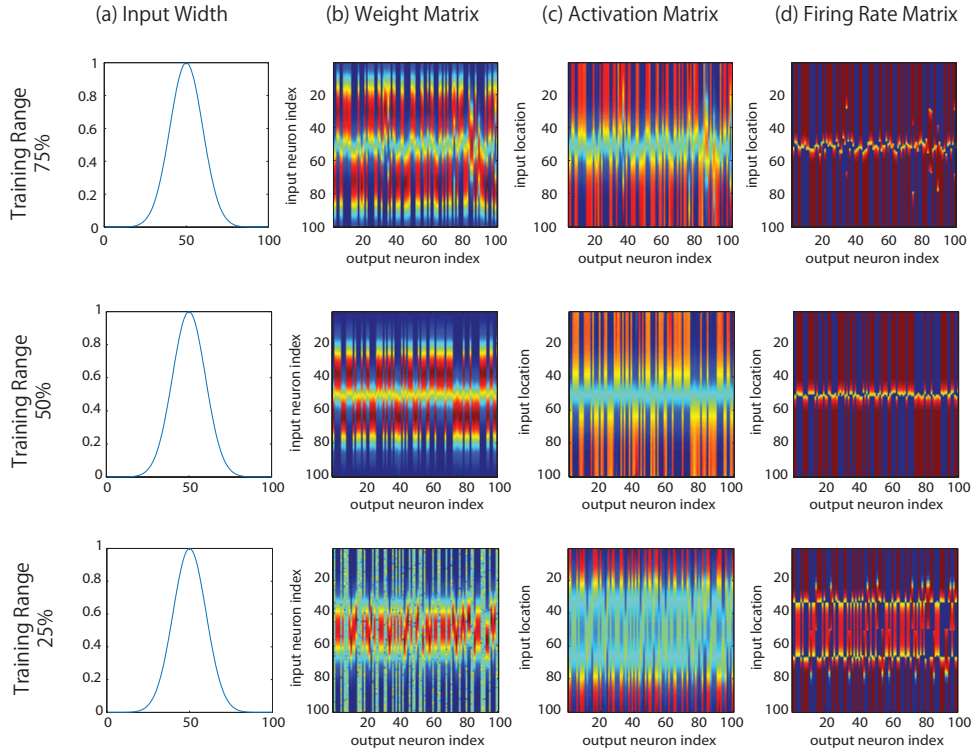 (a) Input Width
(b) Weight Matrix
(c) Activation Matrix
(d) Firing Rate Matrix
Training Range
75%
1
0.8
0.6
0.4
0.2
0
0
50
100
input neuron index
20
40
60
80
100
20 40 60 80 100
output neuron index
input location
20
40
60
80
100
20 40 60 80 100
output neuron index
input location
20
40
60
80
100
20 40 60 80 100
output neuron index
Training Range
50%
1
0.8
0.6
0.4
0.2
0
0
50
100
input neuron index
20
40
60
80
100
20 40 60 80 100
output neuron index
input location
20
40
60
80
100
20 40 60 80 100
output neuron index
input location
20
40
60
80
100
20 40 60 80 100
output neuron index
Training Range
25%
1
0.8
0.6
0.4
0.2
0
0
50
100
input neuron index
20
40
60
80
100
20 40 60 80 100
output neuron index
input location
20
40
60
80
100
20 40 60 80 100
output neuron index
input location
20
40
60
80
100
20 40 60 80 100
output neuron index